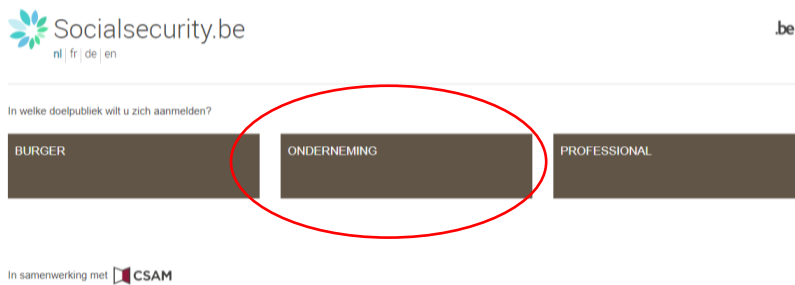 Socialsecurity.be
nl | fr | de | en
.be
In welke doelpubliek wilt u zich aanmelden?
BURGER
ONDERNEMING
PROFESSIONAL
In samenwerking met CSAM